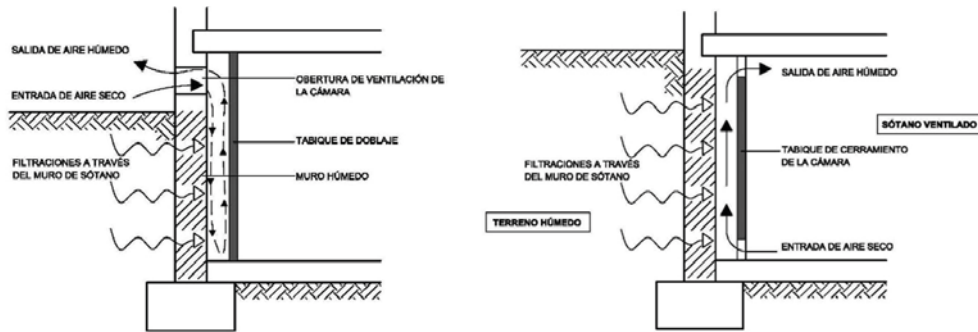 SALIDA DE AIRE HÚMEDO
ENTRADA DE AIRE SECO
OBERTURA DE VENTILACIÓN DE
LA CÁMARA
TABIQUE DE DOBLAJE
FILTRACIONES A TRAVÉS
DEL MURO DE SÓTANO
MURO HÚMEDO
SALIDA DE AIRE HÚMEDO
SÓTANO VENTILADO
TABIQUE DE CERRAMIENTO
DE LA CÁMARA
FILTRACIONES A TRAVÉS
DEL MURO DE SÓTANO
TERRENO HÚMEDO
ENTRADA DE AIRE SECO